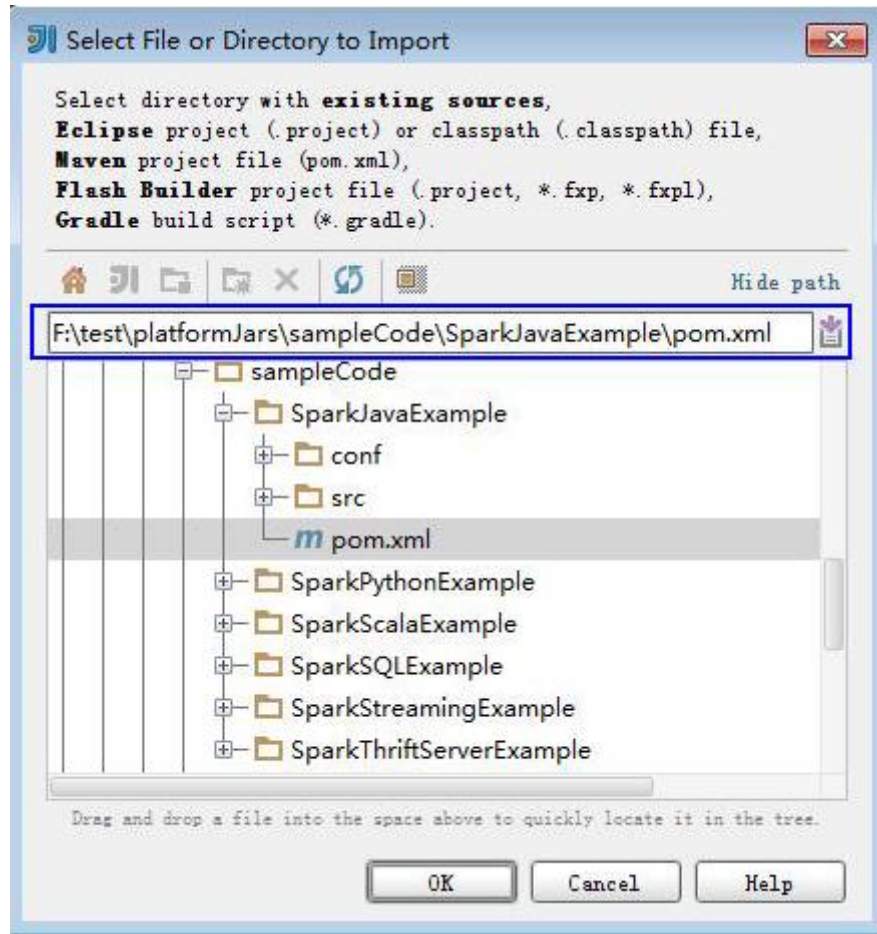 Select File or Directory to Import
Select directory with existing sources,
Eclipse project (.project) or classpath (.classpath) file,
Maven project file (pom.xml),
Flash Builder project file (.project, *.fxp, *.fxpl),
Gradle build script (*.gradle).
Hide path
F:\test\platformJars\sampleCode\SparkJavaExample\pom.xml
sampleCode
SparkJavaExample
conf
src
m pom.xml
SparkPythonExample
SparkScalaExample
SparkSQLExample
SparkStreamingExample
SparkThriftServerExample
Drag and drop a file into the space above to quickly locate it in the tree.
OK Cancel Help